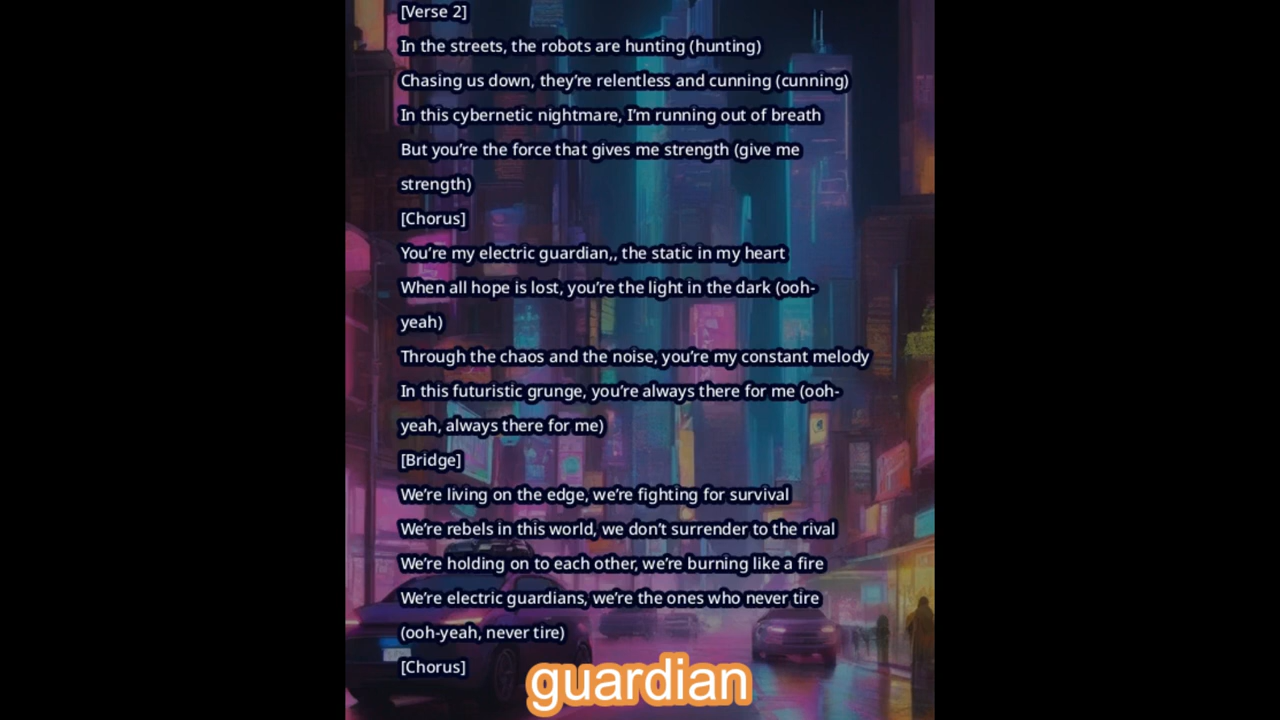 [Verse 2]
In the streets, the robots are hunting (hunting)
Chasing us down, they’re relentless and cunning (cunning)
In this cybernetic nightmare, I’m running out of breath
But you’re the force that gives me strength (give me
strength)
[Chorus]
You’re my electric guardian,, the static in my heart
When all hope is lost, you’re the light in the dark (ooh-
yeah)
Through the chaos and the noise, you’re my constant melody
In this futuristic grunge, you’re always there for me (ooh-
yeah, always there for me)
[Bridge]
We’re living on the edge, we’re fighting for survival
We’re rebels in this world, we don’t surrender to the rival
We’re holding on to each other, we’re burning like a fire
We’re electric guardians, we’re the ones who never tire
(ooh-yeah, never tire)
[Chorus]
guardian